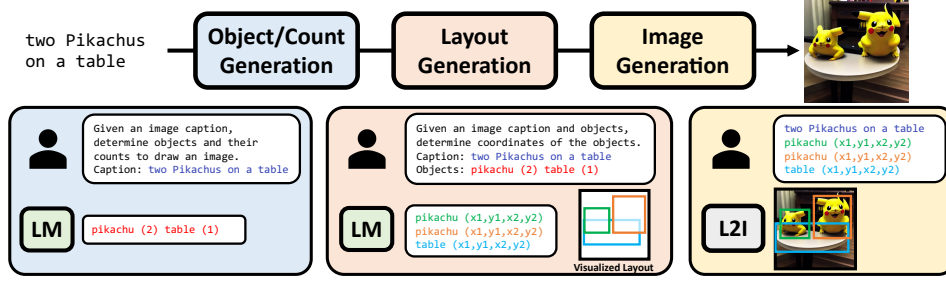 two Pikachus
on a table
Object/Count
Generation
Layout
Generation
Image
Generation
Given an image caption,
determine objects and their
counts to draw an image.
Caption: two Pikachus on a table
LM
pikachu (2) table (1)
Given an image caption and objects,
determine coordinates of the objects.
Caption: two Pikachus on a table
Objects: pikachu (2) table (1)
LM
pikachu (x1,y1,x2,y2)
pikachu (x1,y1,x2,y2)
table (x1,y1,x2,y2)
Visualized Layout
two Pikachus on a table
pikachu (x1,y1,x2,y2)
pikachu (x1,y1,x2,y2)
table (x1,y1,x2,y2)
L2I